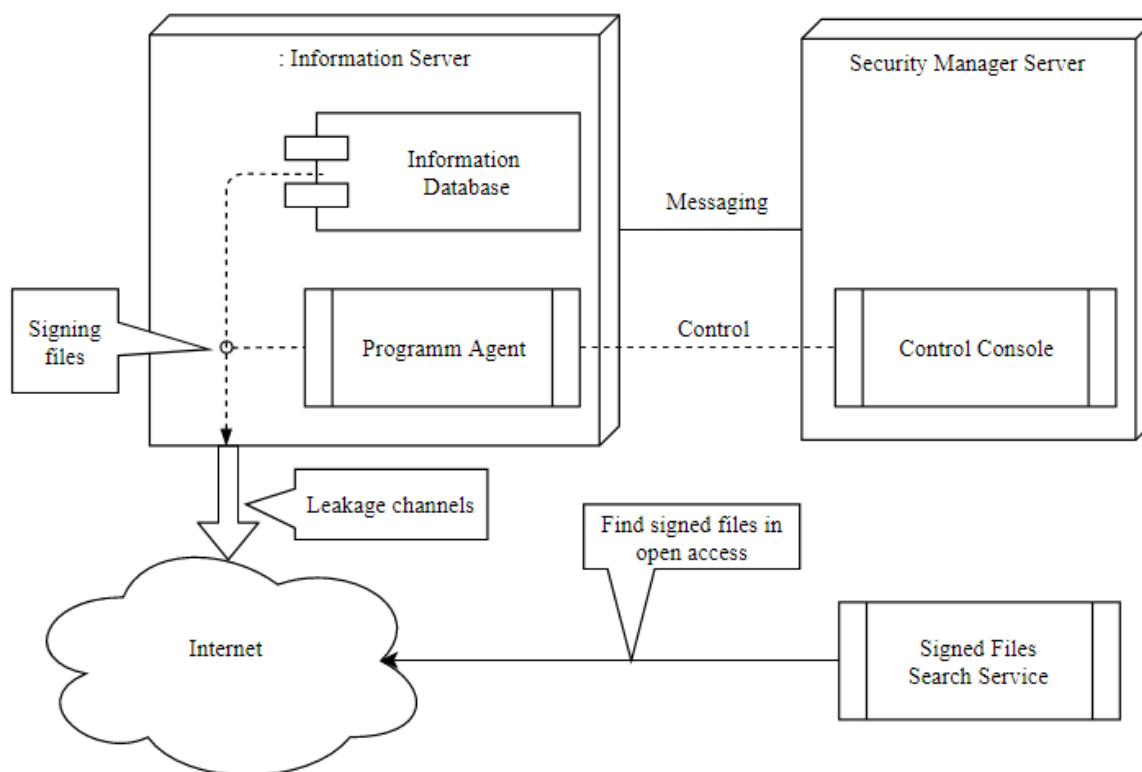 : Information Server
Security Manager Server
Information
Database
Messaging
Signing
files
Programm Agent
Control
Control Console
Leakage channels
Find signed files in
open access
Internet
Signed Files
Search Service